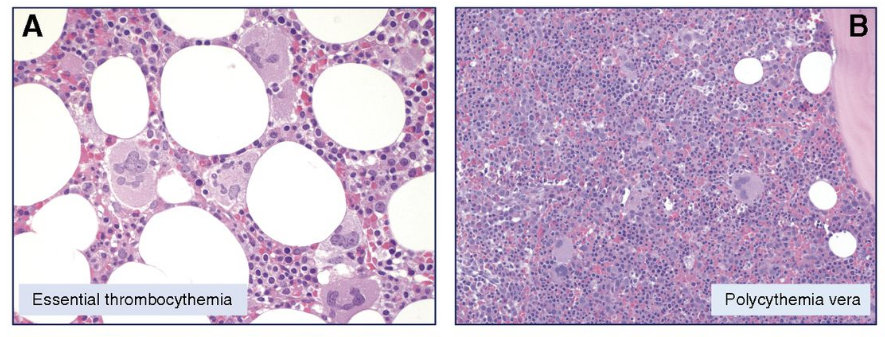 A
B
Essential thrombocythemia
Polycythemia vera